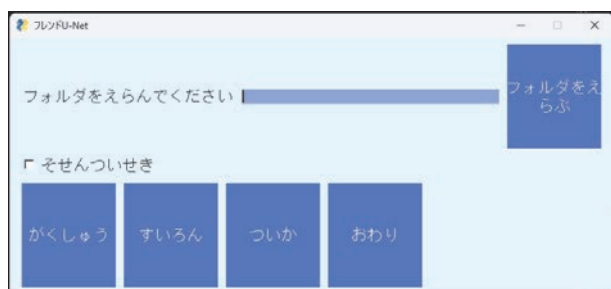 フレンドU-Net
フォルダをえらんでください
フォルダをえ
らぶ
そせんついせき
がくしゅう
すいろん
ついか
おわり